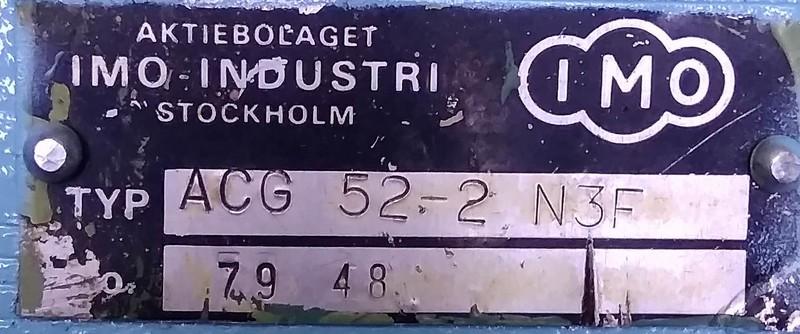 AKTIEBOLAGET
IMO-INDUSTRI
STOCKHOLM
IMO
TYP ACG 52-2 N3F
79 48